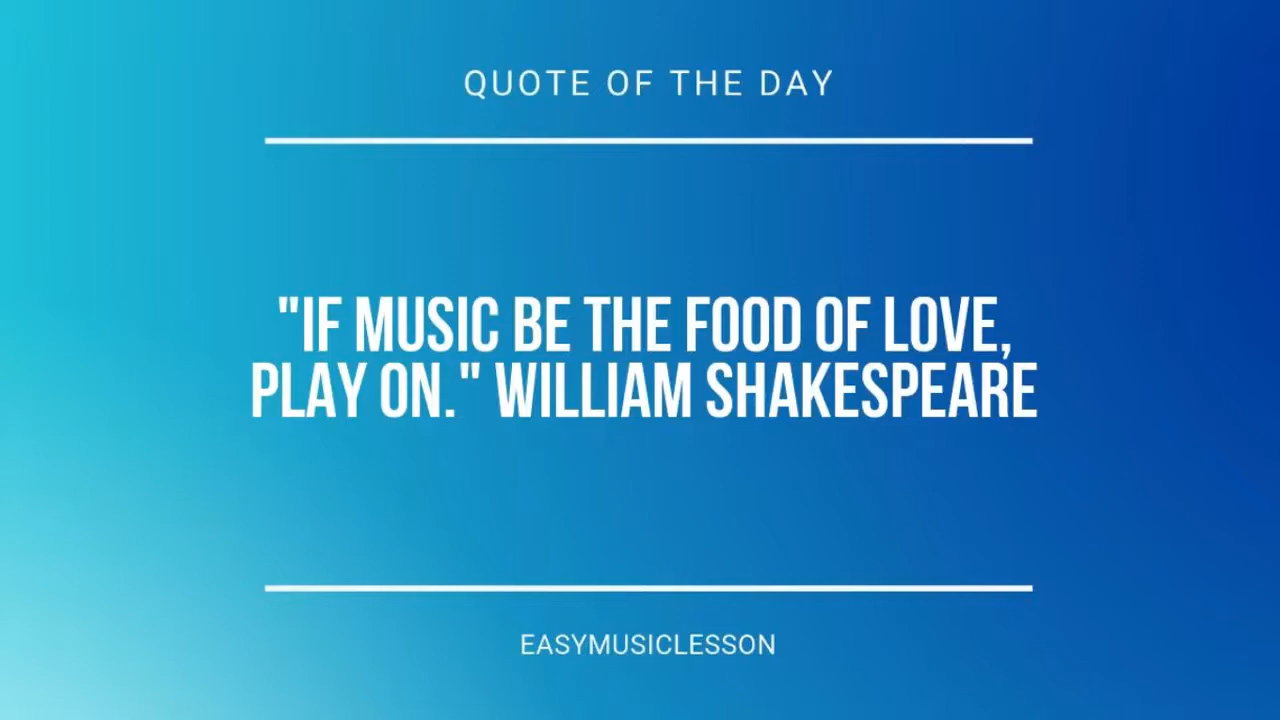 QUOTE OF THE DAY
"IF MUSIC BE THE FOOD OF LOVE,
PLAY ON." WILLIAM SHAKESPEARE
EASYMUSICLESSON